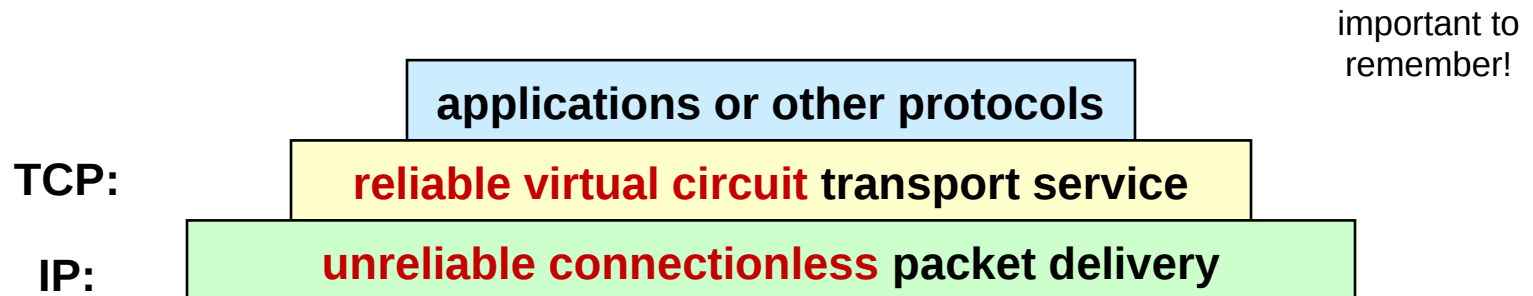 important to
remember!
applications or other protocols
TCP:
reliable virtual circuit transport service
IP:
unreliable connectionless packet delivery